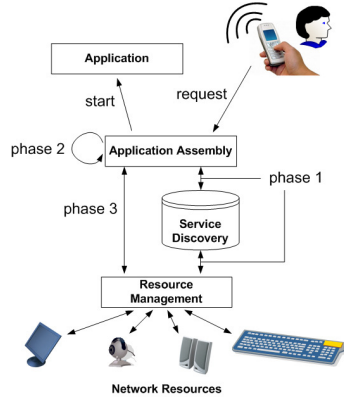 Application
request
start
phase 2
Application Assembly
phase 1
phase 3
Service
Discovery
Resource
Management
Network Resources